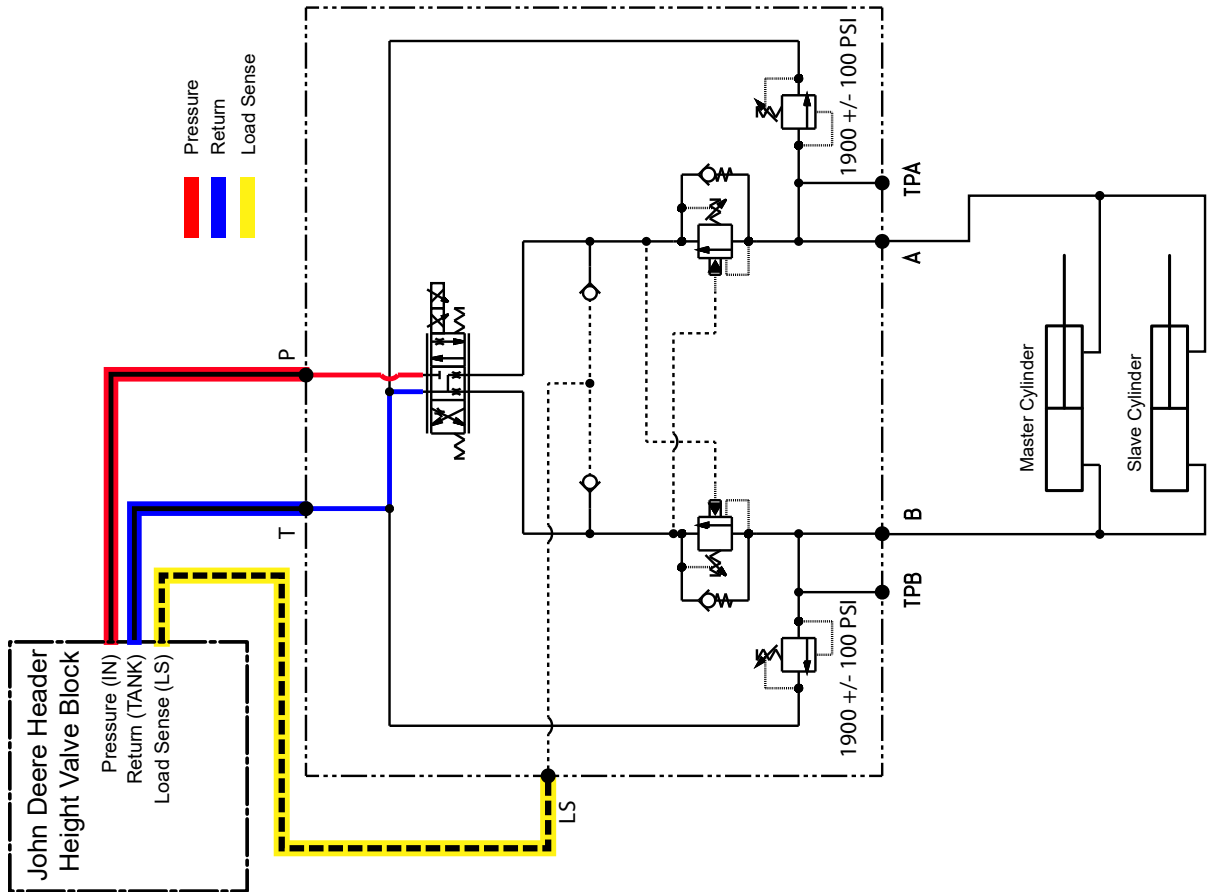 John Deere Header
Height Valve Block
Pressure (IN)
Return (TANK)
Load Sense (LS)
Pressure
Return
Load Sense
T
P
LS
1900 +/- 100 PSI
1900 +/- 100 PSI
TPB
B
A
TPA
Master Cylinder
Slave Cylinder